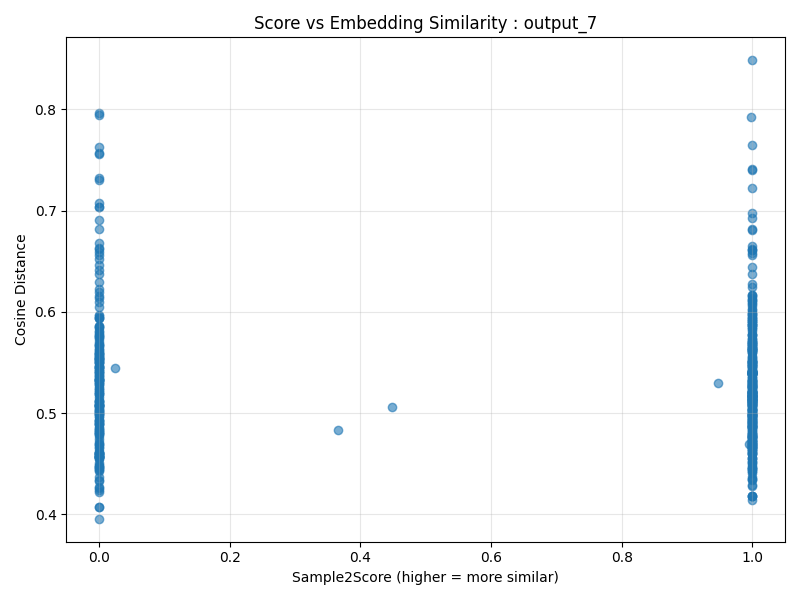 Score vs Embedding Similarity : output_7
Cosine Distance
0.8
0.7
0.6
0.5
0.4
0.0 0.2 0.4 0.6 0.8 1.0
Sample2Score (higher = more similar)